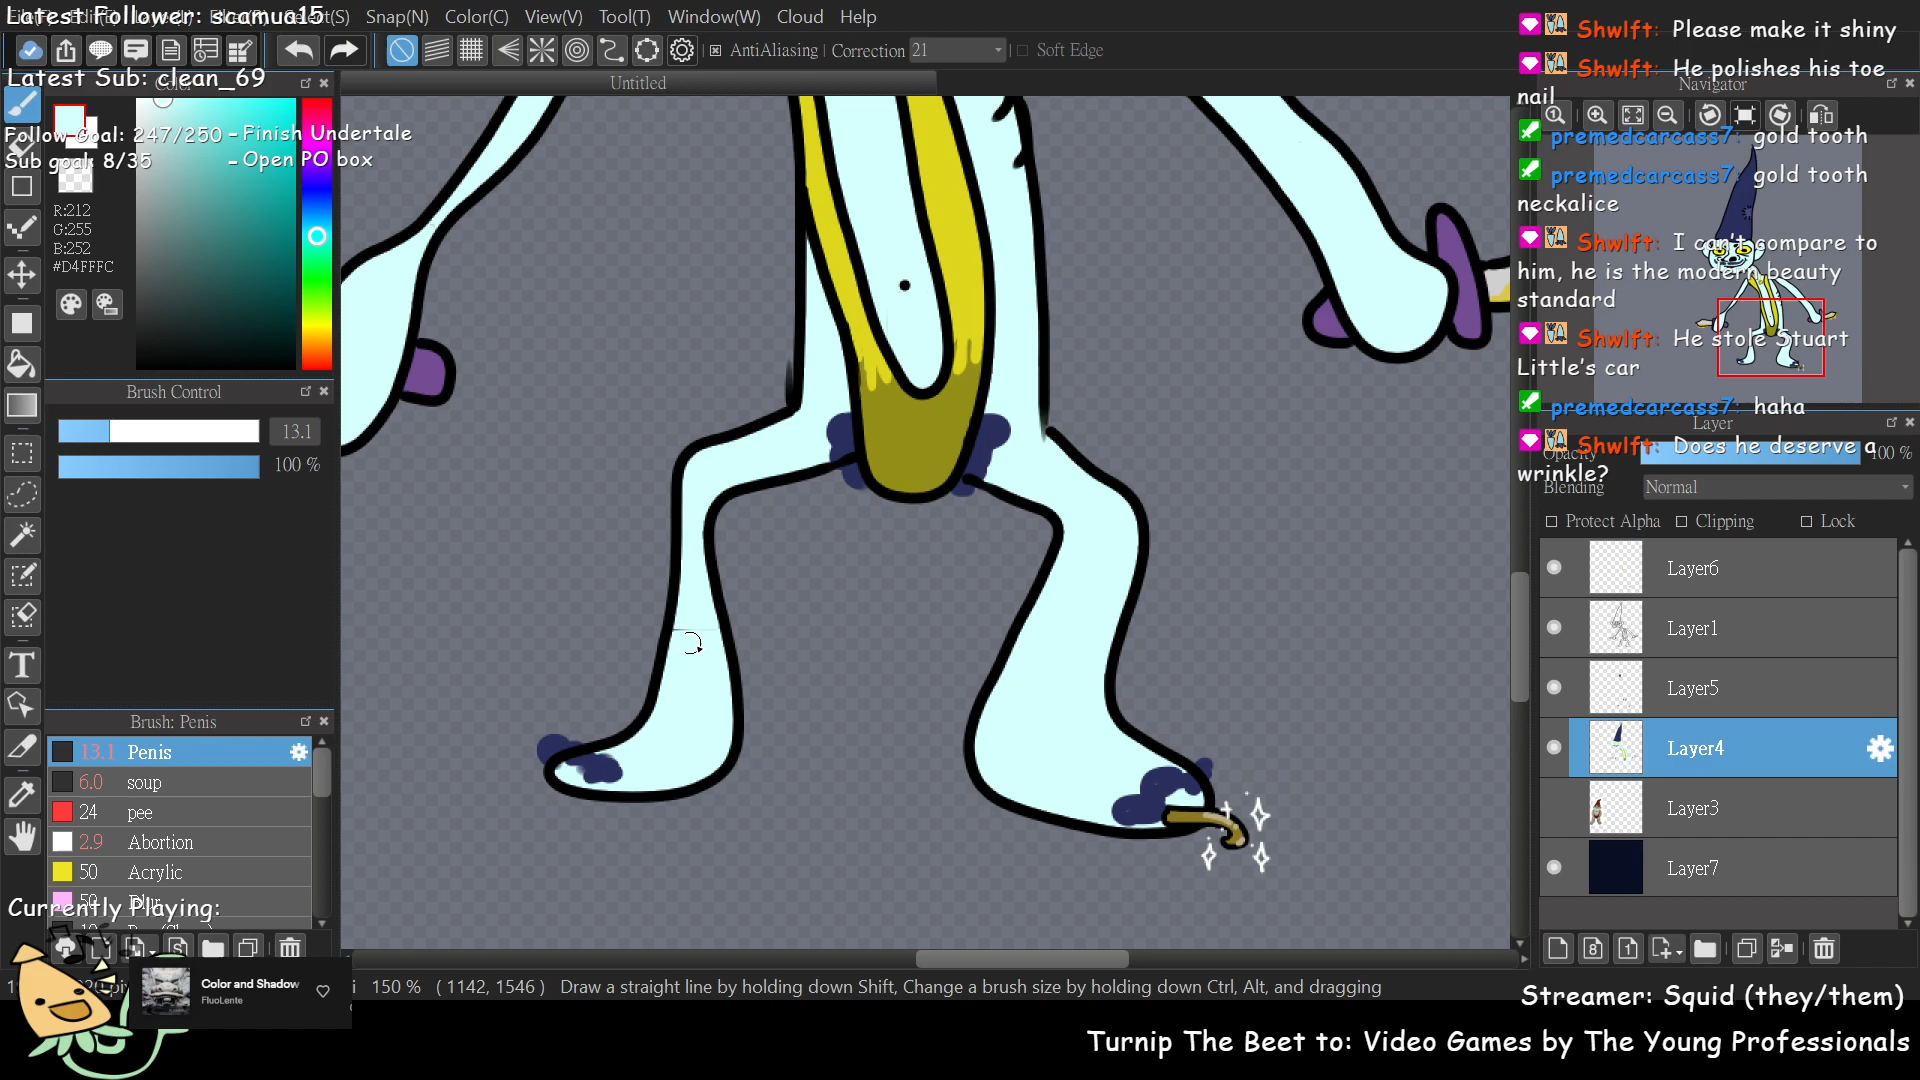 Latest Follower: scamus15
Snap(N) Color(C) View(V) Tool(T) Window(W) Cloud Help
AntiAliasing Correction 21 Soft Edge
Latest Sub: clean_69
Color
Untitled
Follow Goal: 247/250 - Finish Undertale
Sub goal: 8/35 - Open PO box
R:212
G:255
B:252
#D4FFFC
Brush Control
13.1
100 %
Brush: Penis
13.1 Penis
6.0 soup
24 pee
2.9 Abortion
50 Acrylic
50 Blur
Currently Playing:
Color and Shadow
FluoLente
150 % ( 1142, 1546 ) Draw a straight line by holding down Shift, Change a brush size by holding down Ctrl, Alt, and dragging
Shwlft: Please make it shiny
Shwlft: He polishes his toe
nail
Navigator
premedcarcass7: gold tooth
premedcarcass7: gold tooth
neckalice
Shwlft: I can't compare to
him, he is the modern beauty
standard
Shwlft: He stole Stuart
Little's car
premedcarcass7: haha
Layer
Shwlft: Does he deserve a
wrinkle?
Opacity 100 %
Blending Normal
Protect Alpha Clipping Lock
Layer6
Layer1
Layer5
Layer4
Layer3
Layer7
Streamer: Squid (they/them)
Turnip The Beet to: Video Games by The Young Professionals